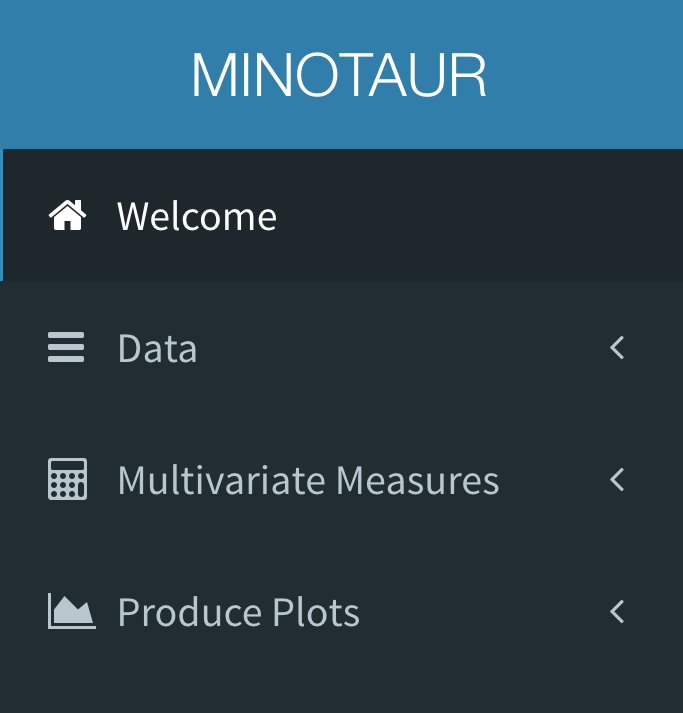 MINOTAUR
Welcome
Data
Multivariate Measures
Produce Plots